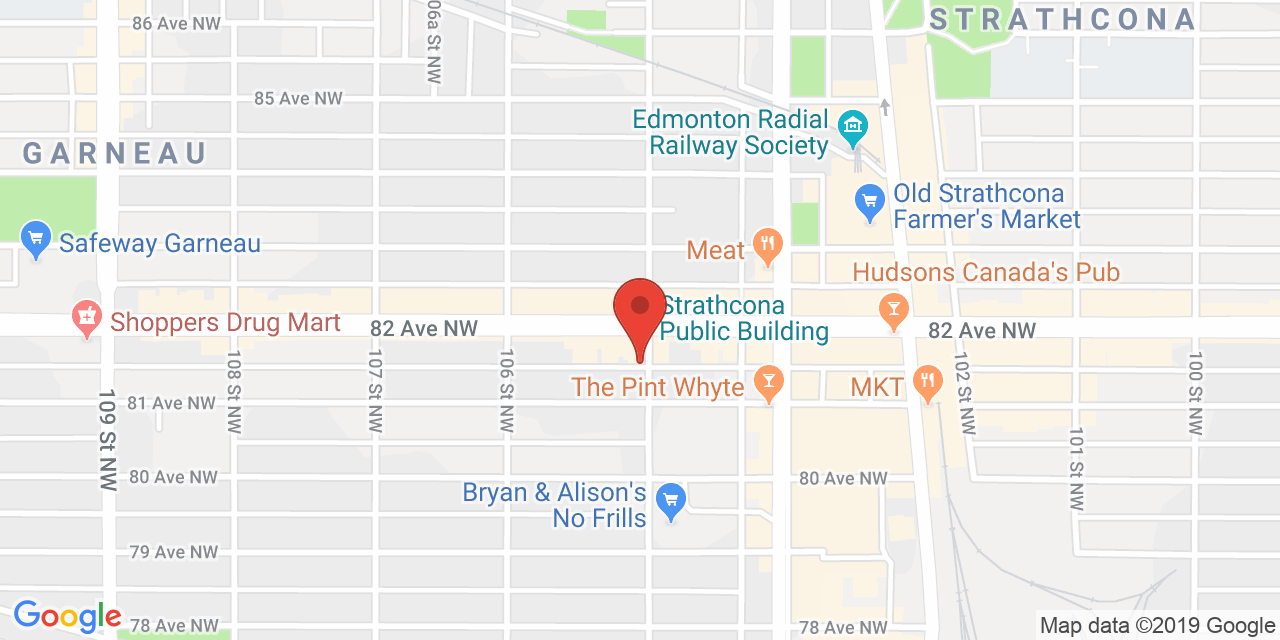 86 Ave NW
06a St NW
STRATHCONA
85 Ave NW
Edmonton Radial
Railway Society
GARNEAU
Old Strathcona
Farmer's Market
Safeway Garneau
Meat
Hudsons Canada's Pub
Strathcona
Public Building
Shoppers Drug Mart
82 Ave NW
82 Ave NW
108 St NW
107 St NW
106 St NW
102 St NW
100 St NW
The Pint Whyte
MKT
109 St NW
81 Ave NW
101 St NW
80 Ave NW
80 Ave NW
Bryan & Alison's
No Frills
79 Ave NW
78 Ave NW
78 Ave NW
Google
Map data ©2019 Google